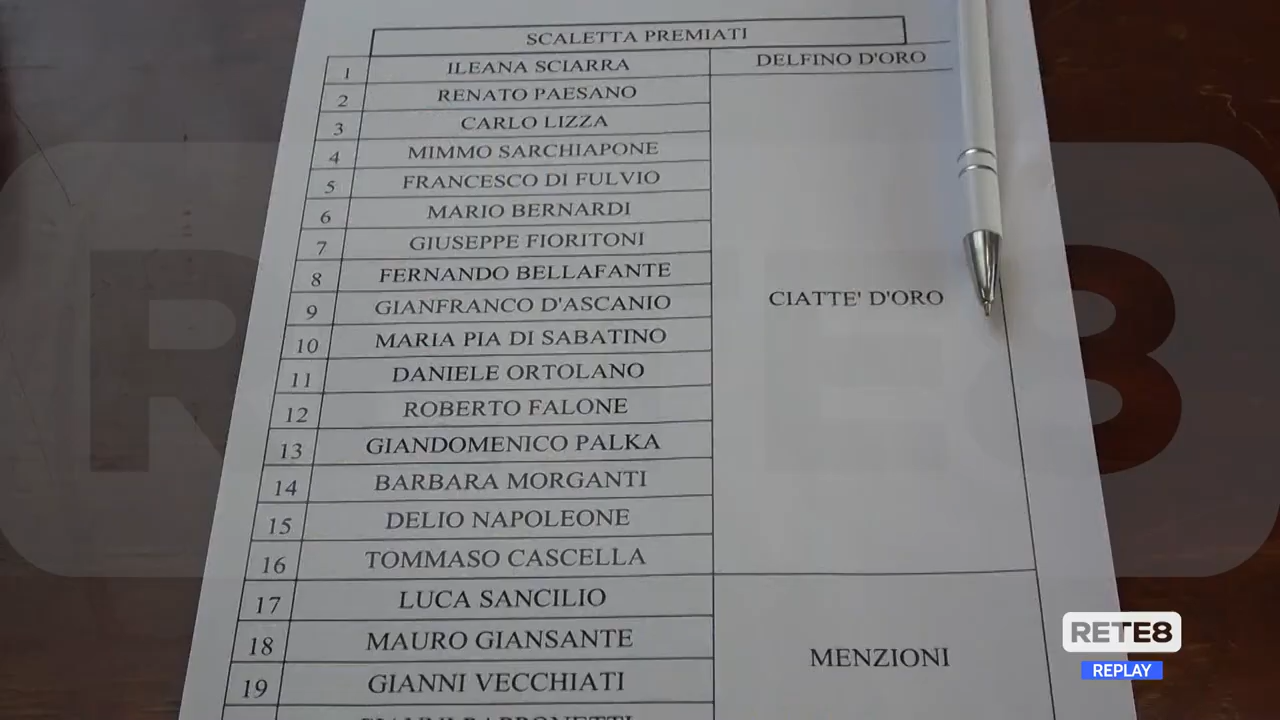 SCALETTA PREMIATI
1 ILEANA SCIARRA DELFINO D'ORO
2 RENATO PAESANO
3 CARLO LIZZA
4 MIMMO SARCHIAPONE
5 FRANCESCO DI FULVIO
6 MARIO BERNARDI
7 GIUSEPPE FIORITONI
8 FERNANDO BELLAFANTE
9 GIANFRANCO D'ASCANIO
CIATTE' D'ORO
10 MARIA PIA DI SABATINO
11 DANIELE ORTOLANO
12 ROBERTO FALONE
13 GIANDOMENICO PALKA
14 BARBARA MORGANTI
15 DELIO NAPOLEONE
16 TOMMASO CASCELLA
17 LUCA SANCILIO
18 MAURO GIANSANTE
MENZIONI
19 GIANNI VECCHIATI
RETE8
RETE8
REPLAY